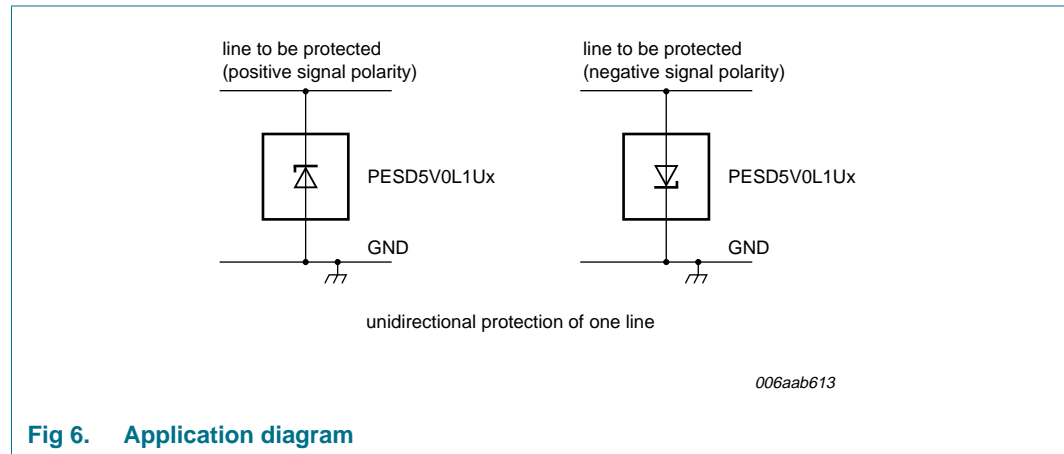 line to be protected
(positive signal polarity)
PESD5V0L1Ux
GND
line to be protected
(negative signal polarity)
PESD5V0L1Ux
GND
unidirectional protection of one line
006aab613
Fig 6. Application diagram